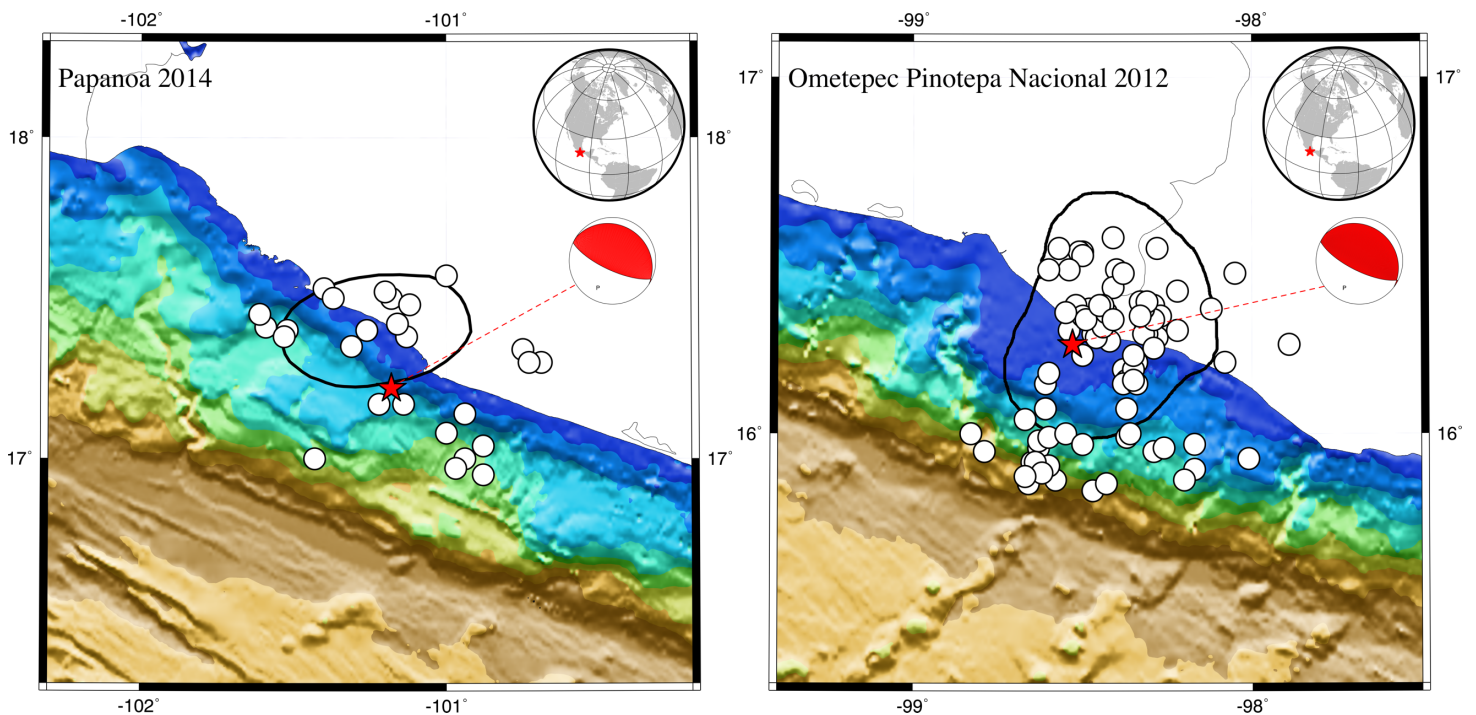 -102° -101° -99° -98°
Papanoa 2014
Ometepec Pinotepa Nacional 2012
17° 17°
18° 18°
P P
16° 16°
17° 17°
-102° -101° -99° -98°